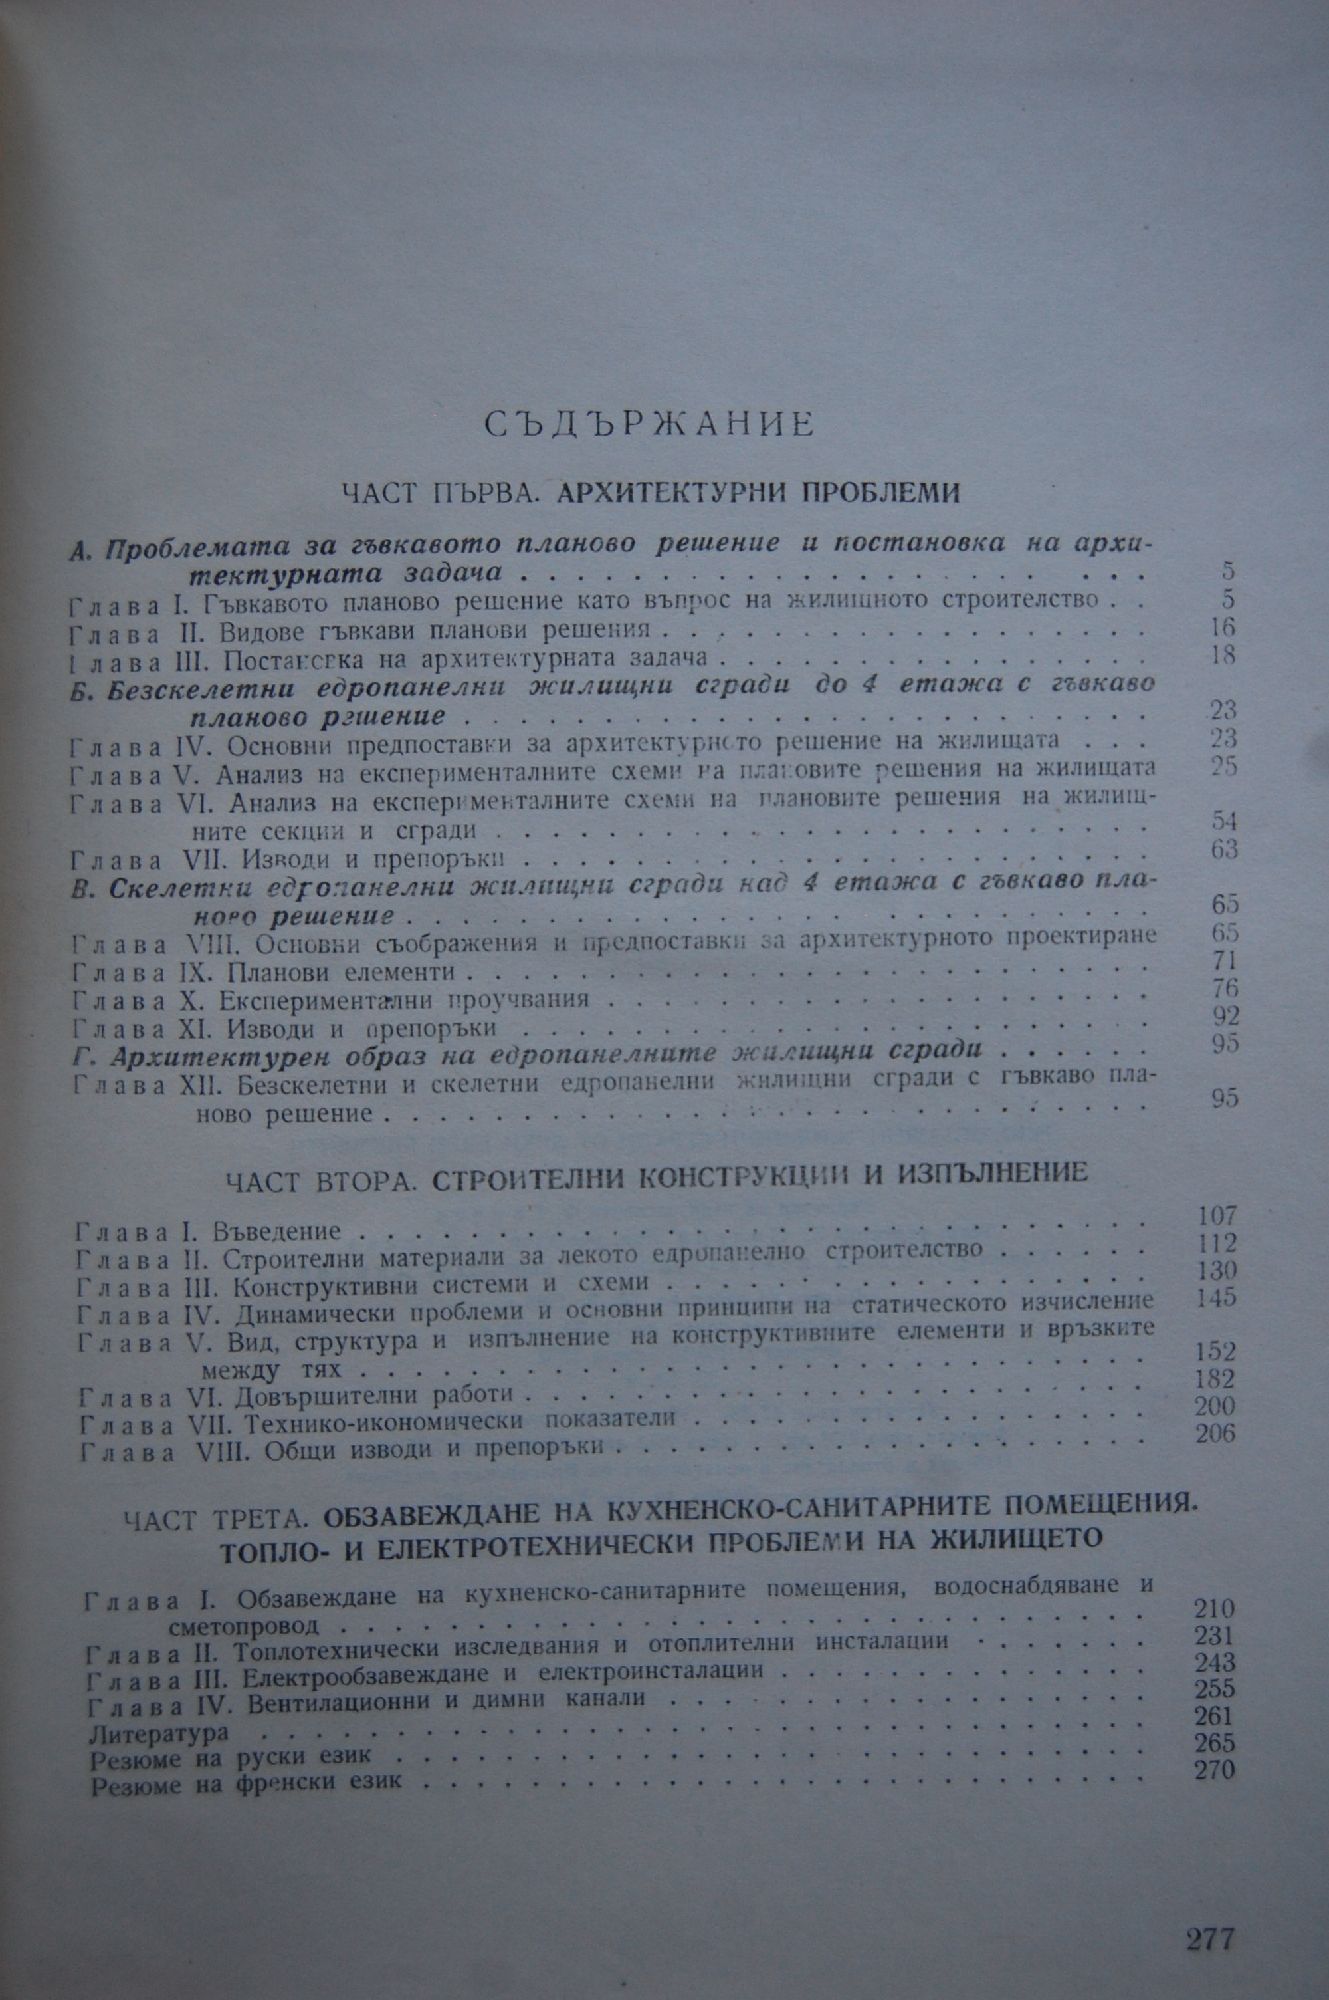 СЪДЪРЖАНИЕ
ЧАСТ ПЪРВА. АРХИТЕКТУРНИ ПРОБЛЕМИ
А. Проблемата за гъвкавото планово решение и постановка на архи-
тектурната задача . . . . . . . . . . . . . . . . . . . . . 5
Глава I. Гъвкавото планово решение като въпрос на жилищното строителство . . 5
Глава II. Видове гъвкави планови решения . . . . . . . . . . . . . . . . . 16
Глава III. Постановка на архитектурната задача . . . . . . . . . . . . . . . 18
Б. Безскелетни едропанелни жилищни сгради до 4 етажа с гъвкаво
планово решение . . . . . . . . . . . . . . . . . . . . . . . 23
Глава IV. Основни предпоставки за архитектурното решение на жилищата . . . 23
Глава V. Анализ на експерименталните схеми на плановите решения на жилищата 25
Глава VI. Анализ на експерименталните схеми на плановите решения на жилищ-
ните секции и сгради . . . . . . . . . . . . . . . . . . . . . . . 54
Глава VII. Изводи и препоръки . . . . . . . . . . . . . . . . . . . . . . 63
В. Скелетни едропанелни жилищни сгради над 4 етажа с гъвкаво пла-
ново решение . . . . . . . . . . . . . . . . . . . . . . . . . . 65
Глава VIII. Основни съображения и предпоставки за архитектурното проектиране 65
Глава IX. Планови елементи . . . . . . . . . . . . . . . . . . . . . . . . 71
Глава X. Експериментални проучвания . . . . . . . . . . . . . . . . . . . 76
Глава XI. Изводи и препоръки . . . . . . . . . . . . . . . . . . . . . . 92
Г. Архитектурен образ на едропанелните жилищни сгради . . . . . . 95
Глава XII. Безскелетни и скелетни едропанелни жилищни сгради с гъвкаво пла-
ново решение . . . . . . . . . . . . . . . . . . . . . . . . . . . 95
ЧАСТ ВТОРА. СТРОИТЕЛНИ КОНСТРУКЦИИ И ИЗПЪЛНЕНИЕ
Глава I. Въведение . . . . . . . . . . . . . . . . . . . . . . . . . . . . 107
Глава II. Строителни материали за лекото едропанелно строителство . . . . . . 112
Глава III. Конструктивни системи и схеми . . . . . . . . . . . . . . . . . 130
Глава IV. Динамически проблеми и основни принципи на статическото изчисление 145
Глава V. Вид, структура и изпълнение на конструктивните елементи и връзките
между тях . . . . . . . . . . . . . . . . . . . . . . . . . . . . 152
Глава VI. Довършителни работи . . . . . . . . . . . . . . . . . . . . . . 182
Глава VII. Технико-икономически показатели . . . . . . . . . . . . . . . . 200
Глава VIII. Общи изводи и препоръки . . . . . . . . . . . . . . . . . . . 206
ЧАСТ ТРЕТА. ОБЗАВЕЖДАНЕ НА КУХНЕНСКО-САНИТАРНИТЕ ПОМЕЩЕНИЯ.
ТОПЛО- И ЕЛЕКТРОТЕХНИЧЕСКИ ПРОБЛЕМИ НА ЖИЛИЩЕТО
Глава I. Обзавеждане на кухненско-санитарните помещения, водоснабдяване и
сметопровод . . . . . . . . . . . . . . . . . . . . . . . . . . . . 210
Глава II. Топлотехнически изследвания и отоплителни инсталации . . . . . . . 231
Глава III. Електрообзавеждане и електроинсталации . . . . . . . . . . . . . 243
Глава IV. Вентилационни и димни канали . . . . . . . . . . . . . . . . . 255
Литература . . . . . . . . . . . . . . . . . . . . . . . . . . . . . . . 261
Резюме на руски език . . . . . . . . . . . . . . . . . . . . . . . . . . 265
Резюме на френски език . . . . . . . . . . . . . . . . . . . . . . . . . 270
277